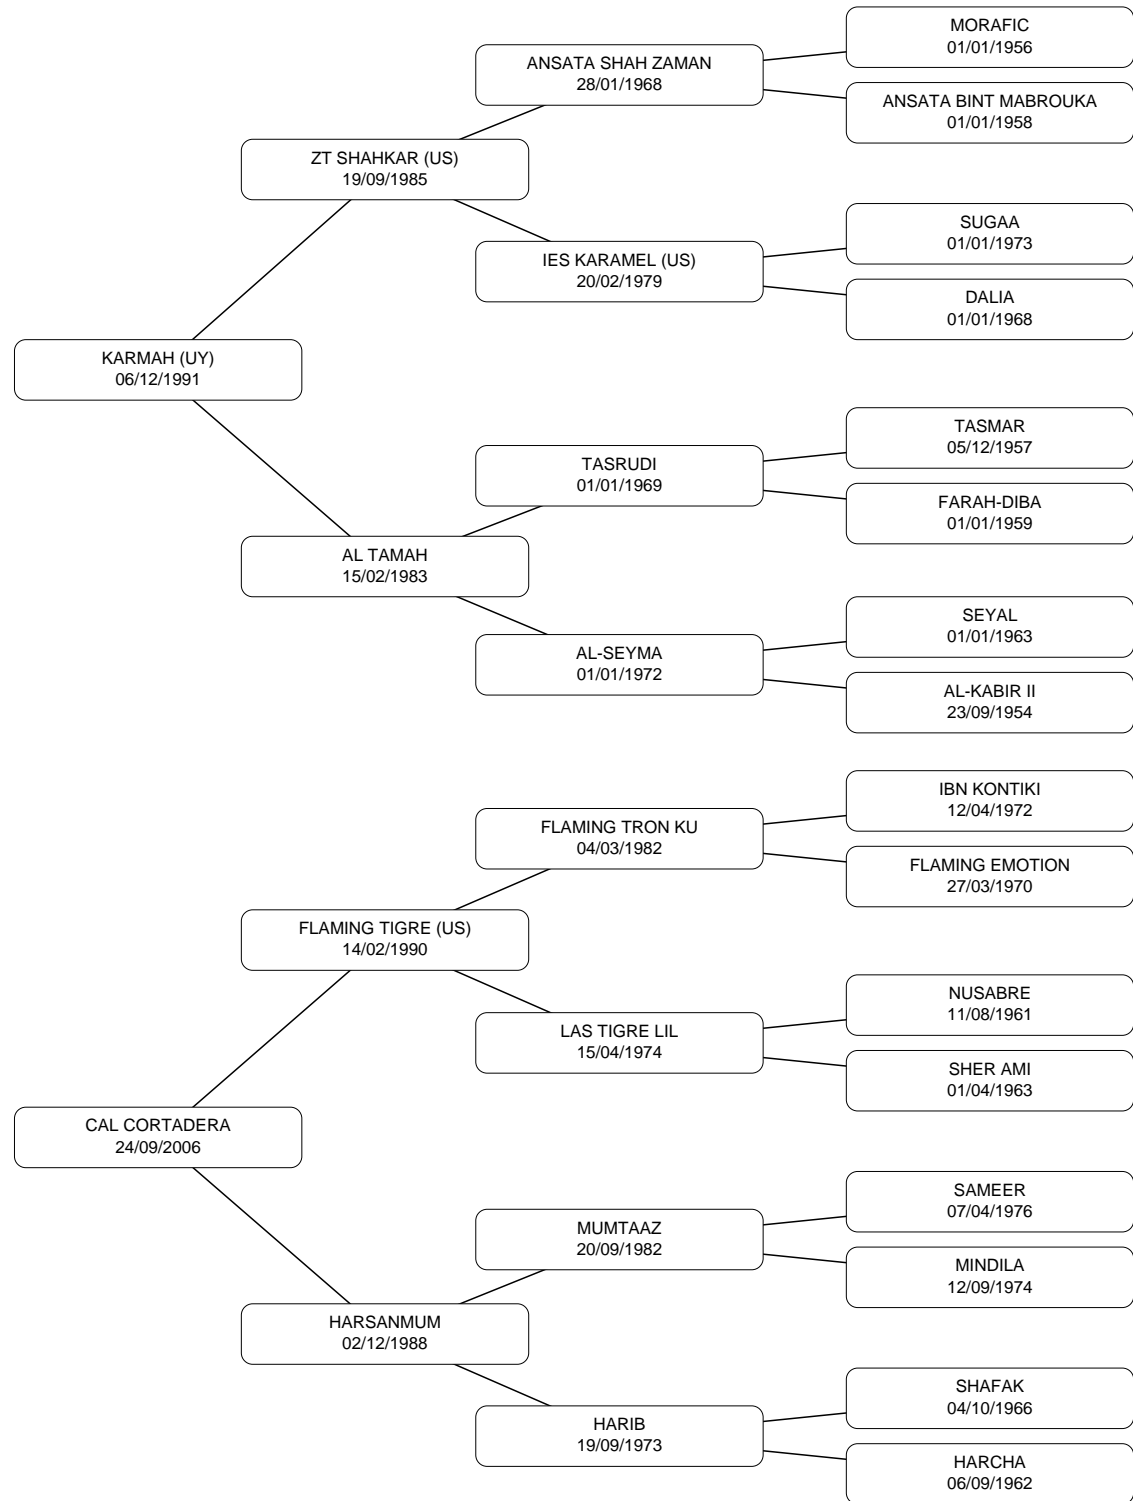 MORAFIC
01/01/1956
ANSATA SHAH ZAMAN
28/01/1968
ANSATA BINT MABROUKA
01/01/1958
ZT SHAHKAR (US)
19/09/1985
SUGAA
01/01/1973
IES KARAMEL (US)
20/02/1979
DALIA
01/01/1968
KARMAH (UY)
06/12/1991
TASMAR
05/12/1957
TASRUDI
01/01/1969
FARAH-DIBA
01/01/1959
AL TAMAH
15/02/1983
SEYAL
01/01/1963
AL-SEYMA
01/01/1972
AL-KABIR II
23/09/1954
IBN KONTIKI
12/04/1972
FLAMING TRON KU
04/03/1982
FLAMING EMOTION
27/03/1970
FLAMING TIGRE (US)
14/02/1990
NUSABRE
11/08/1961
LAS TIGRE LIL
15/04/1974
SHER AMI
01/04/1963
CAL CORTADERA
24/09/2006
SAMEER
07/04/1976
MUMTAAZ
20/09/1982
MINDILA
12/09/1974
HARSANMUM
02/12/1988
SHAFAK
04/10/1966
HARIB
19/09/1973
HARCHA
06/09/1962